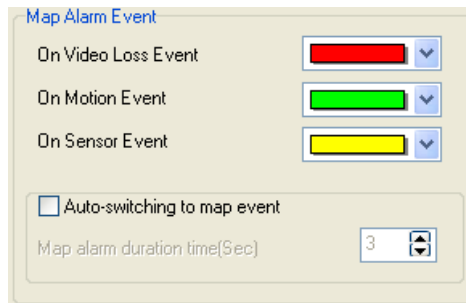 Map Alarm Event
On Video Loss Event
On Motion Event
On Sensor Event
Auto-switching to map event
Map alarm duration time(Sec)
3